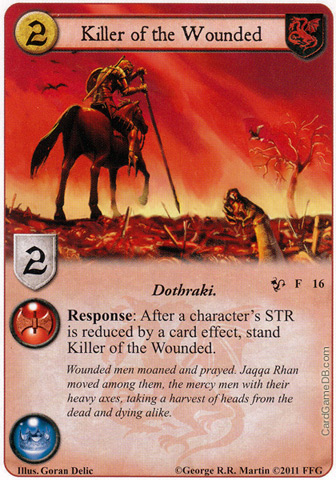 2
Killer of the Wounded
2
Dothraki.
F 16
Response: After a character's STR
is reduced by a card effect, stand
Killer of the Wounded.
Wounded men moaned and prayed. Jaqqa Rhan
moved among them, the mercy men with their
heavy axes, taking a harvest of heads from the
dead and dying alike.
Illus. Goran Delic
©George R.R. Martin ©2011 FFG
CardGameDB.com